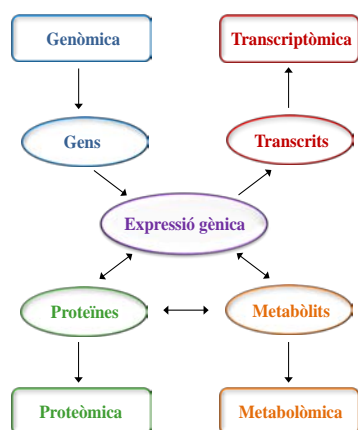 Genòmica
Transcriptòmica
Gens
Transcrits
Expressió gènica
Proteïnes
Metabòlits
Proteòmica
Metabolòmica